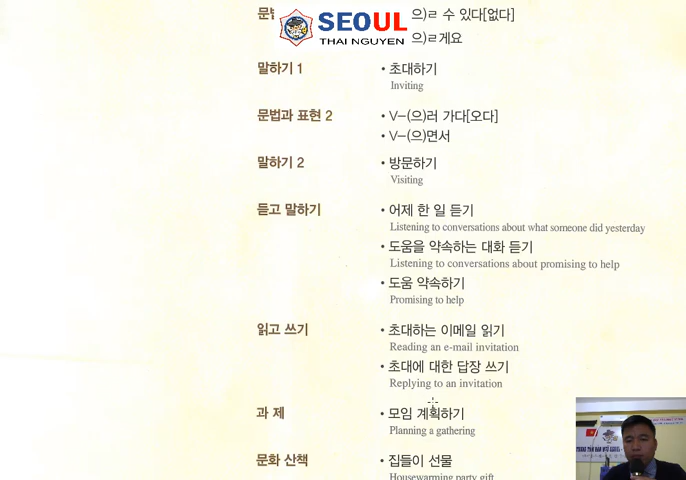 으)ㄹ 수 있다[없다]
SEOUL
THAI NGUYEN
으)ㄹ게요
말하기 1
• 초대하기
Inviting
문법과 표현 2
• V-(으)러 가다[오다]
• V-(으)면서
말하기 2
• 방문하기
Visiting
듣고 말하기
• 어제 한 일 듣기
Listening to conversations about what someone did yesterday
• 도움을 약속하는 대화 듣기
Listening to conversations about promising to help
• 도움 약속하기
Promising to help
읽고 쓰기
• 초대하는 이메일 읽기
Reading an e-mail invitation
• 초대에 대한 답장 쓰기
Replying to an invitation
과 제
• 모임 계획하기
Planning a gathering
문화 산책
• 집들이 선물
Housewarming party gift